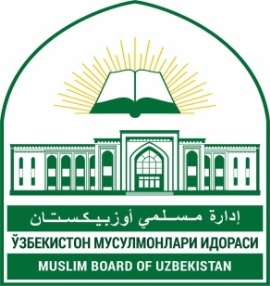 إدارة مسلمي أوزبيكستان
ЎЗБЕКИСТОН МУСУЛМОНЛАРИ ИДОРАСИ
MUSLIM BOARD OF UZBEKISTAN